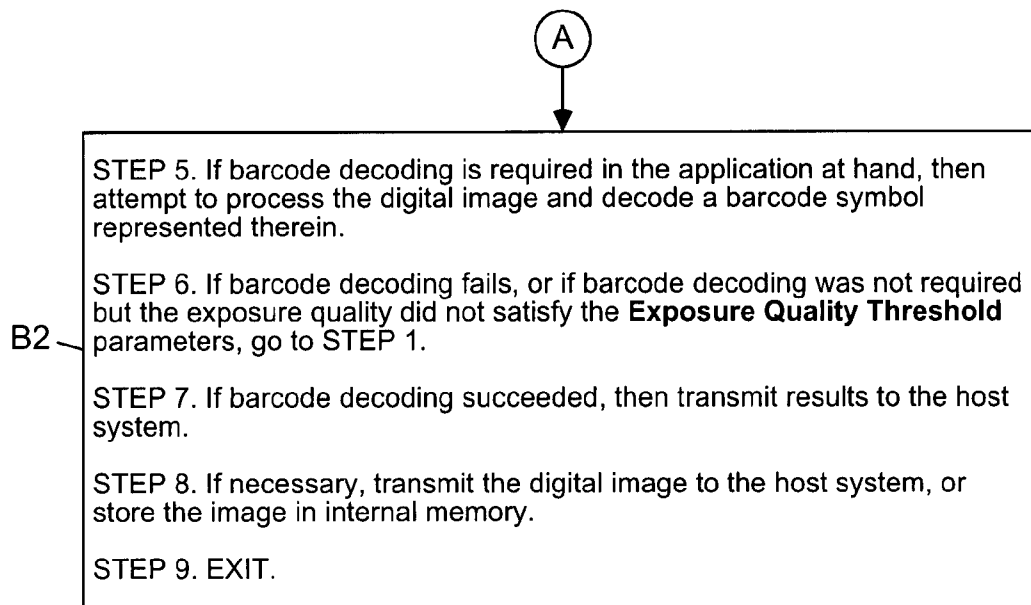 A
STEP 5. If barcode decoding is required in the application at hand, then
attempt to process the digital image and decode a barcode symbol
represented therein.
STEP 6. If barcode decoding fails, or if barcode decoding was not required
but the exposure quality did not satisfy the Exposure Quality Threshold
parameters, go to STEP 1.
B2
STEP 7. If barcode decoding succeeded, then transmit results to the host
system.
STEP 8. If necessary, transmit the digital image to the host system, or
store the image in internal memory.
STEP 9. EXIT.